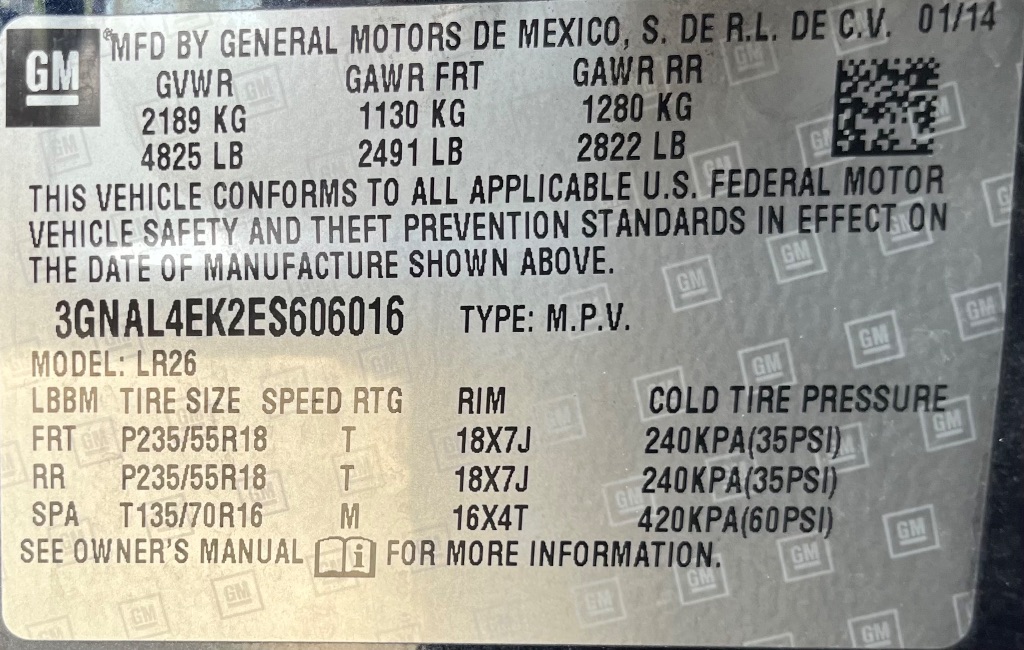 GM ® MFD BY GENERAL MOTORS DE MEXICO, S. DE R.L. DE C.V. 01/14
GVWR GAWR FRT GAWR RR
2189 KG 1130 KG 1280 KG
4825 LB 2491 LB 2822 LB
THIS VEHICLE CONFORMS TO ALL APPLICABLE U.S. FEDERAL MOTOR
VEHICLE SAFETY AND THEFT PREVENTION STANDARDS IN EFFECT ON
THE DATE OF MANUFACTURE SHOWN ABOVE.
3GNAL4EK2ES606016 TYPE: M.P.V.
MODEL: LR26
LBBM TIRE SIZE SPEED RTG RIM COLD TIRE PRESSURE
FRT P235/55R18 T 18X7J 240KPA(35PSI)
RR P235/55R18 T 18X7J 240KPA(35PSI)
SPA T135/70R16 M 16X4T 420KPA(60PSI)
SEE OWNER'S MANUAL i FOR MORE INFORMATION.